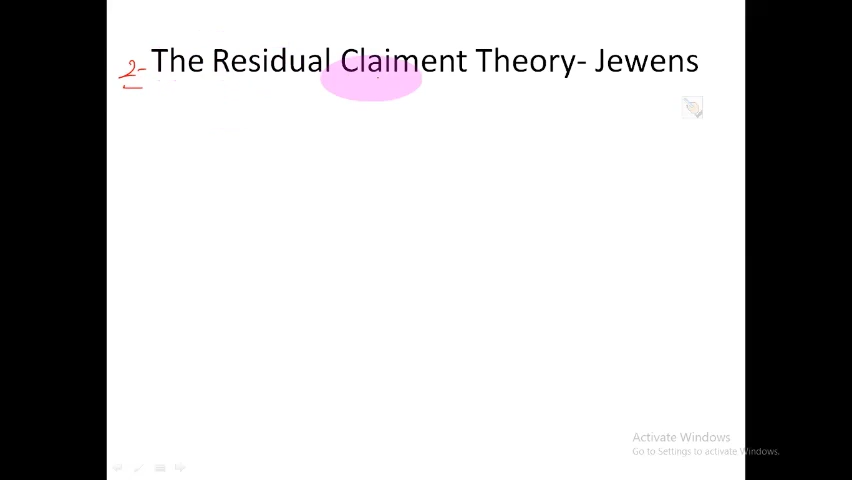 2- The Residual Claiment Theory- Jewens
Activate Windows
Go to Settings to activate Windows.